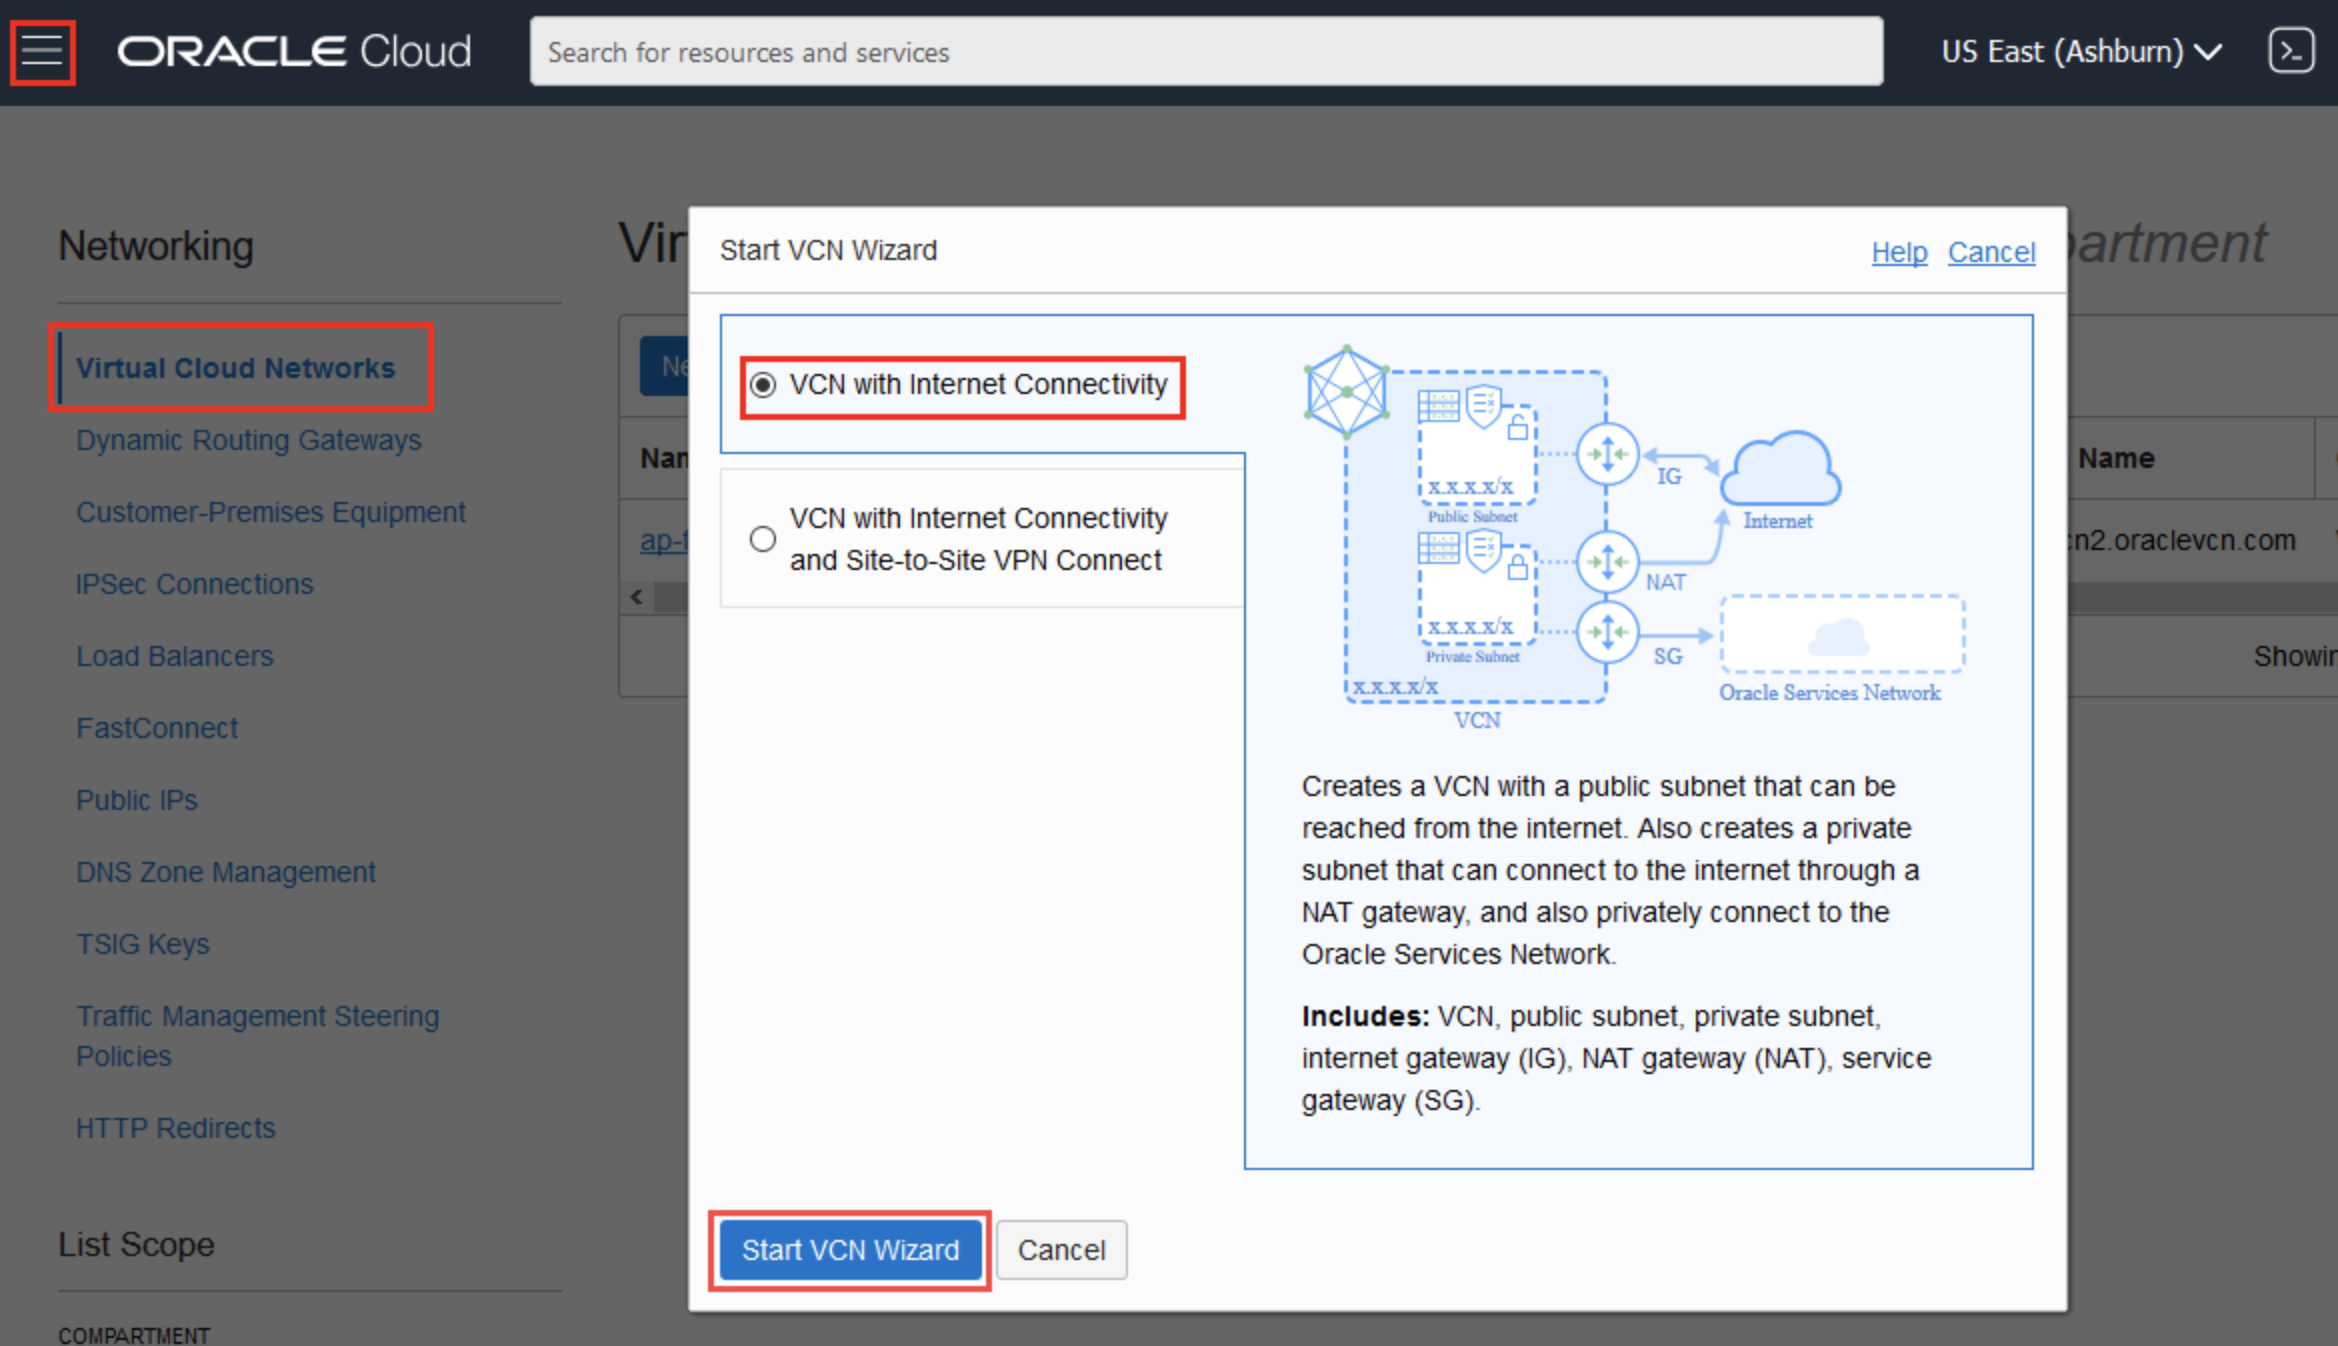 ORACLE Cloud
Search for resources and services
US East (Ashburn)
Networking
Virtual Cloud Networks
Dynamic Routing Gateways
Customer-Premises Equipment
IPSec Connections
Load Balancers
FastConnect
Public IPs
DNS Zone Management
TSIG Keys
Traffic Management Steering
Policies
HTTP Redirects
List Scope
COMPARTMENT
Start VCN Wizard
Help Cancel
VCN with Internet Connectivity
VCN with Internet Connectivity
and Site-to-Site VPN Connect
x.x.x.x/x
Public Subnet
x.x.x.x/x
Private Subnet
x.x.x.x/x
VCN
IG
NAT
SG
Internet
Oracle Services Network
Creates a VCN with a public subnet that can be
reached from the internet. Also creates a private
subnet that can connect to the internet through a
NAT gateway, and also privately connect to the
Oracle Services Network.
Includes: VCN, public subnet, private subnet,
internet gateway (IG), NAT gateway (NAT), service
gateway (SG).
Start VCN Wizard
Cancel
Vir
artment
Ne
Nam
Name
ap-f
cn2.oraclevcn.com
Showin